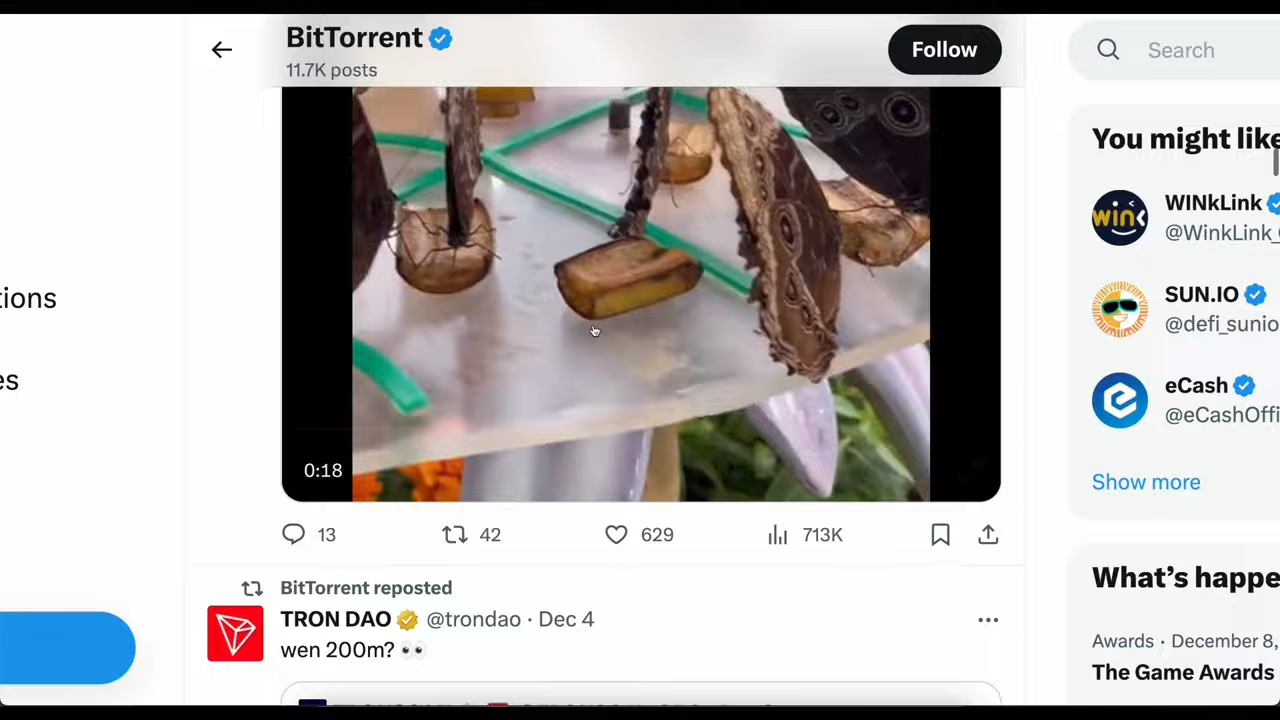 BitTorrent
11.7K posts
Follow
Search
0:18
13 42 629 713K
BitTorrent reposted
TRON DAO @trondao · Dec 4
wen 200m? 👀
tions
es
You might like
WINkLink
@WinkLink_
win
SUN.IO
@defi_sunio
eCash
@eCashOffi
Show more
What's happe
Awards · December 8,
The Game Awards